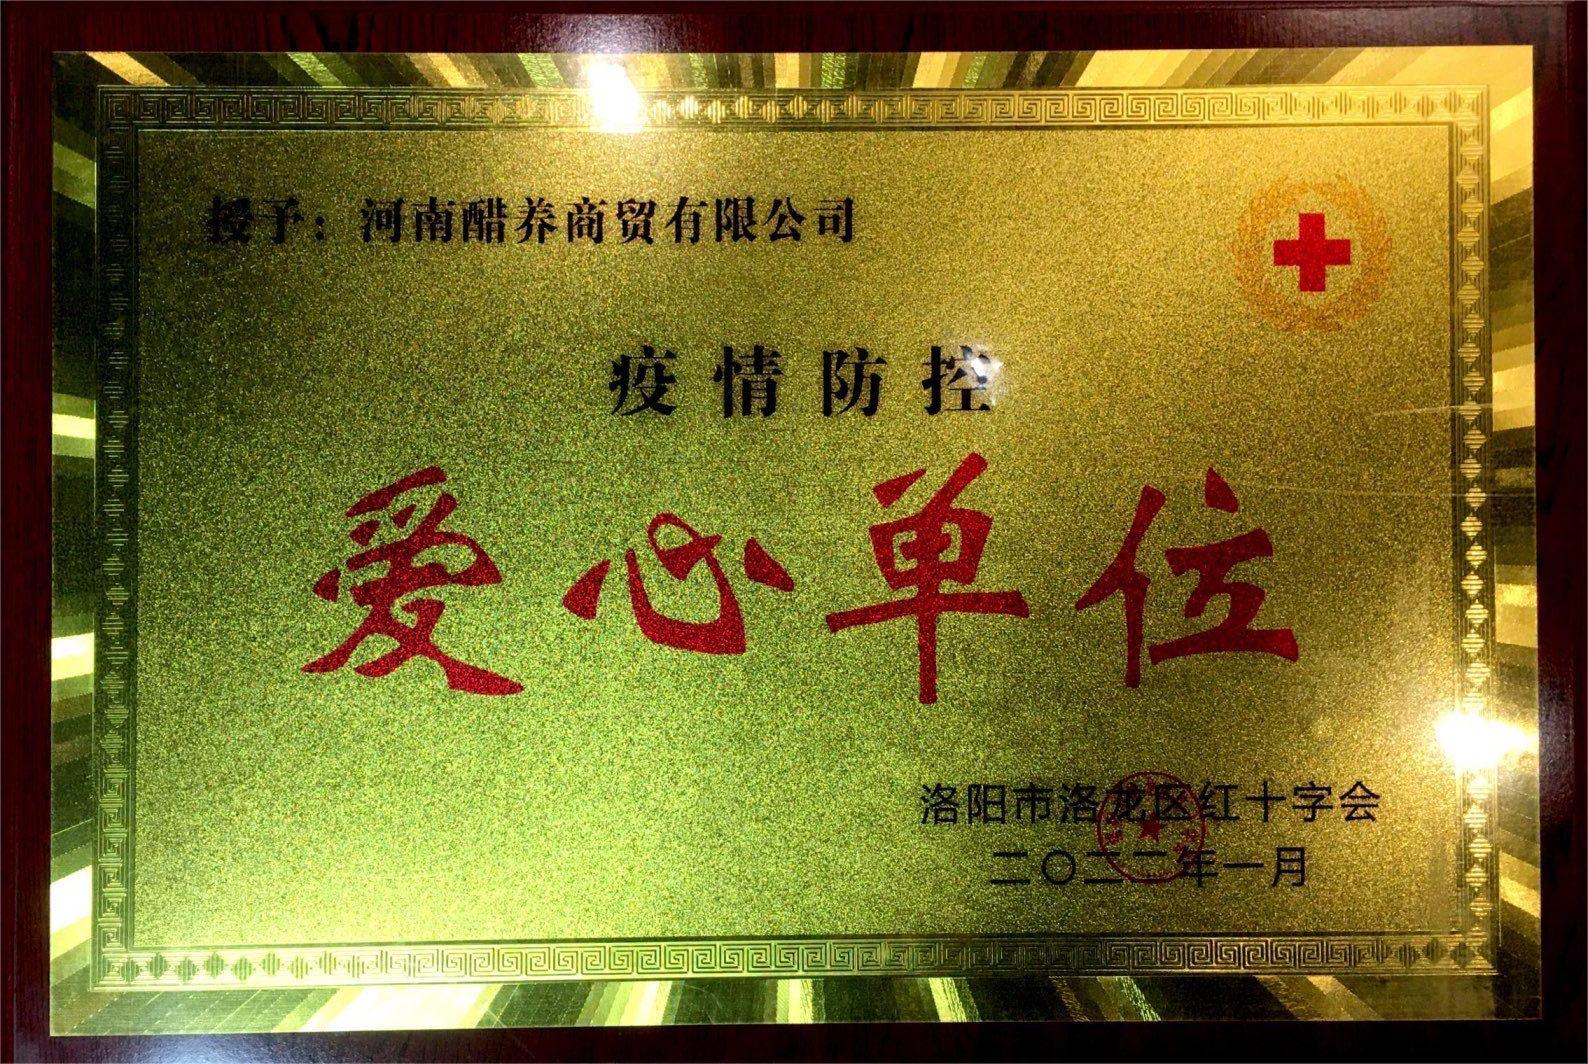 授予：河南醋养商贸有限公司
疫情防控
爱心单位
洛阳市洛龙区红十字会
二〇二二年一月